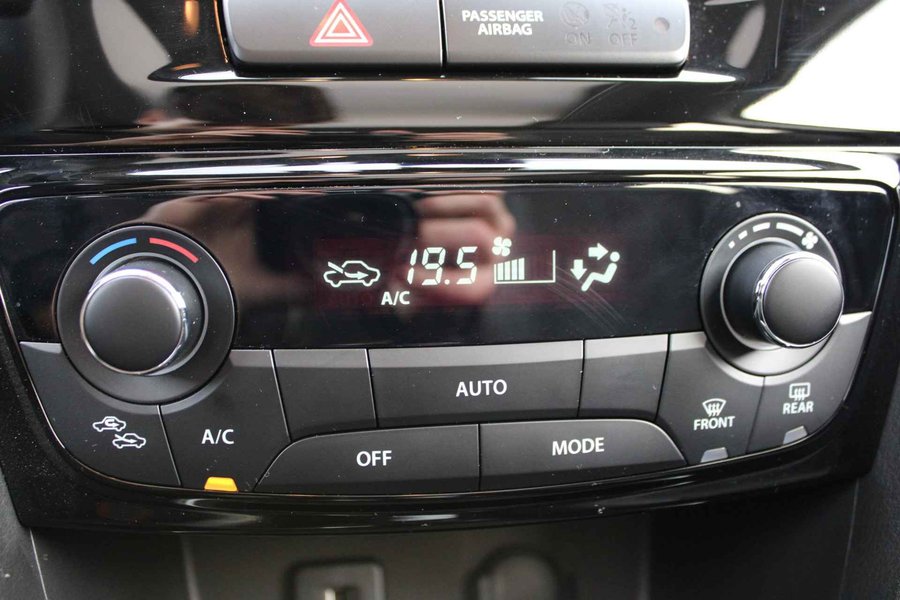 PASSENGER
AIRBAG
ON
OFF
19.5
A/C
AUTO
A/C
OFF
MODE
FRONT
REAR